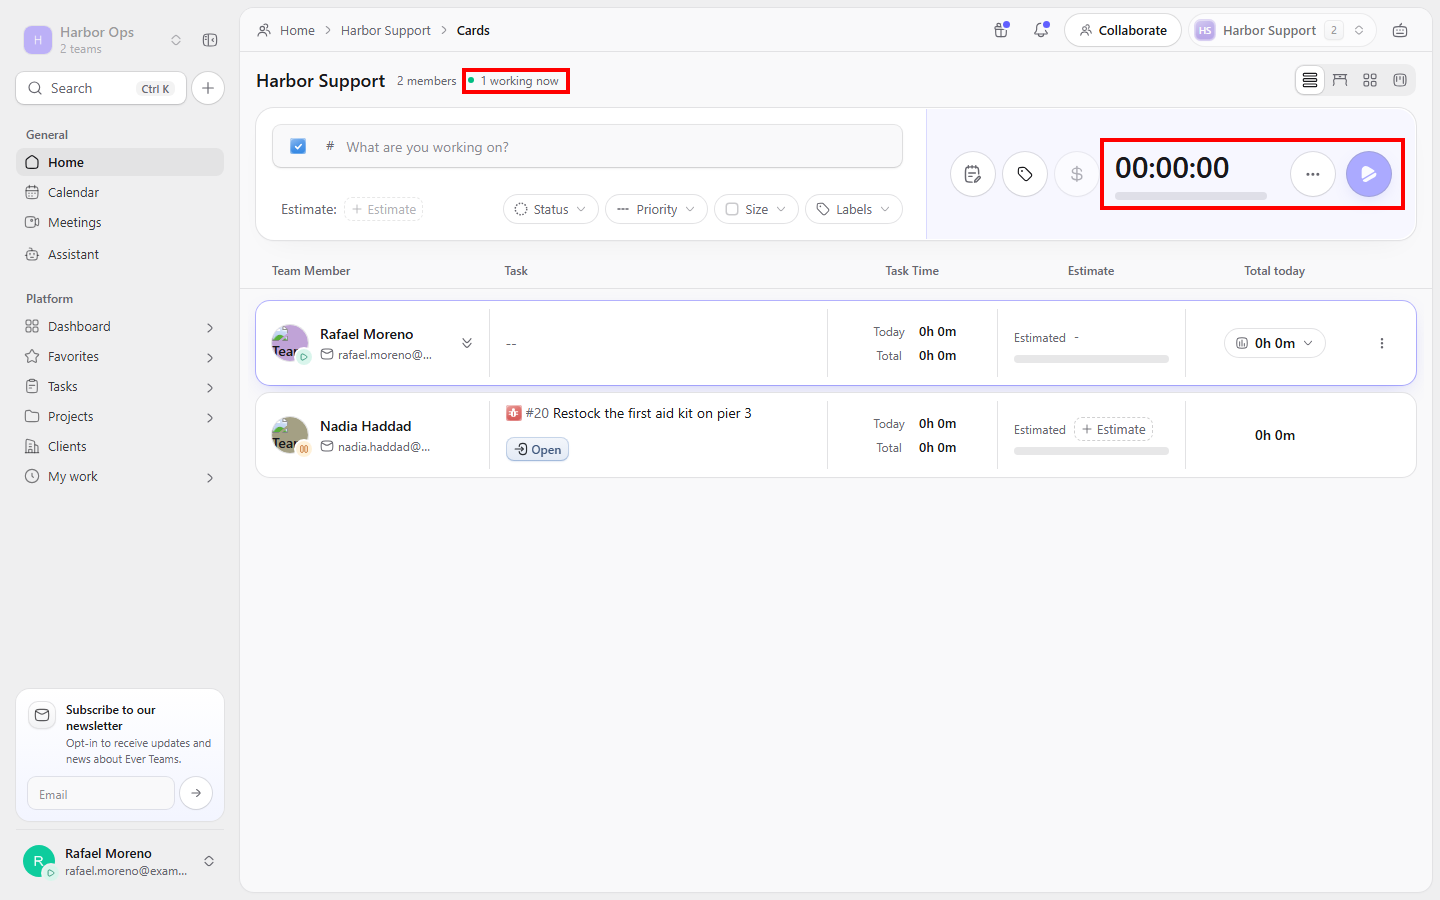 H
Harbor Ops
2 teams
Search
Ctrl K
General
Home
Calendar
Meetings
Assistant
Platform
Dashboard
Favorites
Tasks
Projects
Clients
My work
Subscribe to our
newsletter
Opt-in to receive updates and
news about Ever Teams.
Email
R
Rafael Moreno
rafael.moreno@exam...
Home
Harbor Support
Cards
Collaborate
HS
Harbor Support
2
Harbor Support
2 members
1 working now
# What are you working on?
Estimate:
+ Estimate
Status
Priority
Size
Labels
$
00:00:00
Team Member
Task
Task Time
Estimate
Total today
Tea
Rafael Moreno
rafael.moreno@...
--
Today 0h 0m
Total 0h 0m
Estimated -
0h 0m
Tea
Nadia Haddad
nadia.haddad@...
#20 Restock the first aid kit on pier 3
Open
Today 0h 0m
Total 0h 0m
Estimated + Estimate
0h 0m